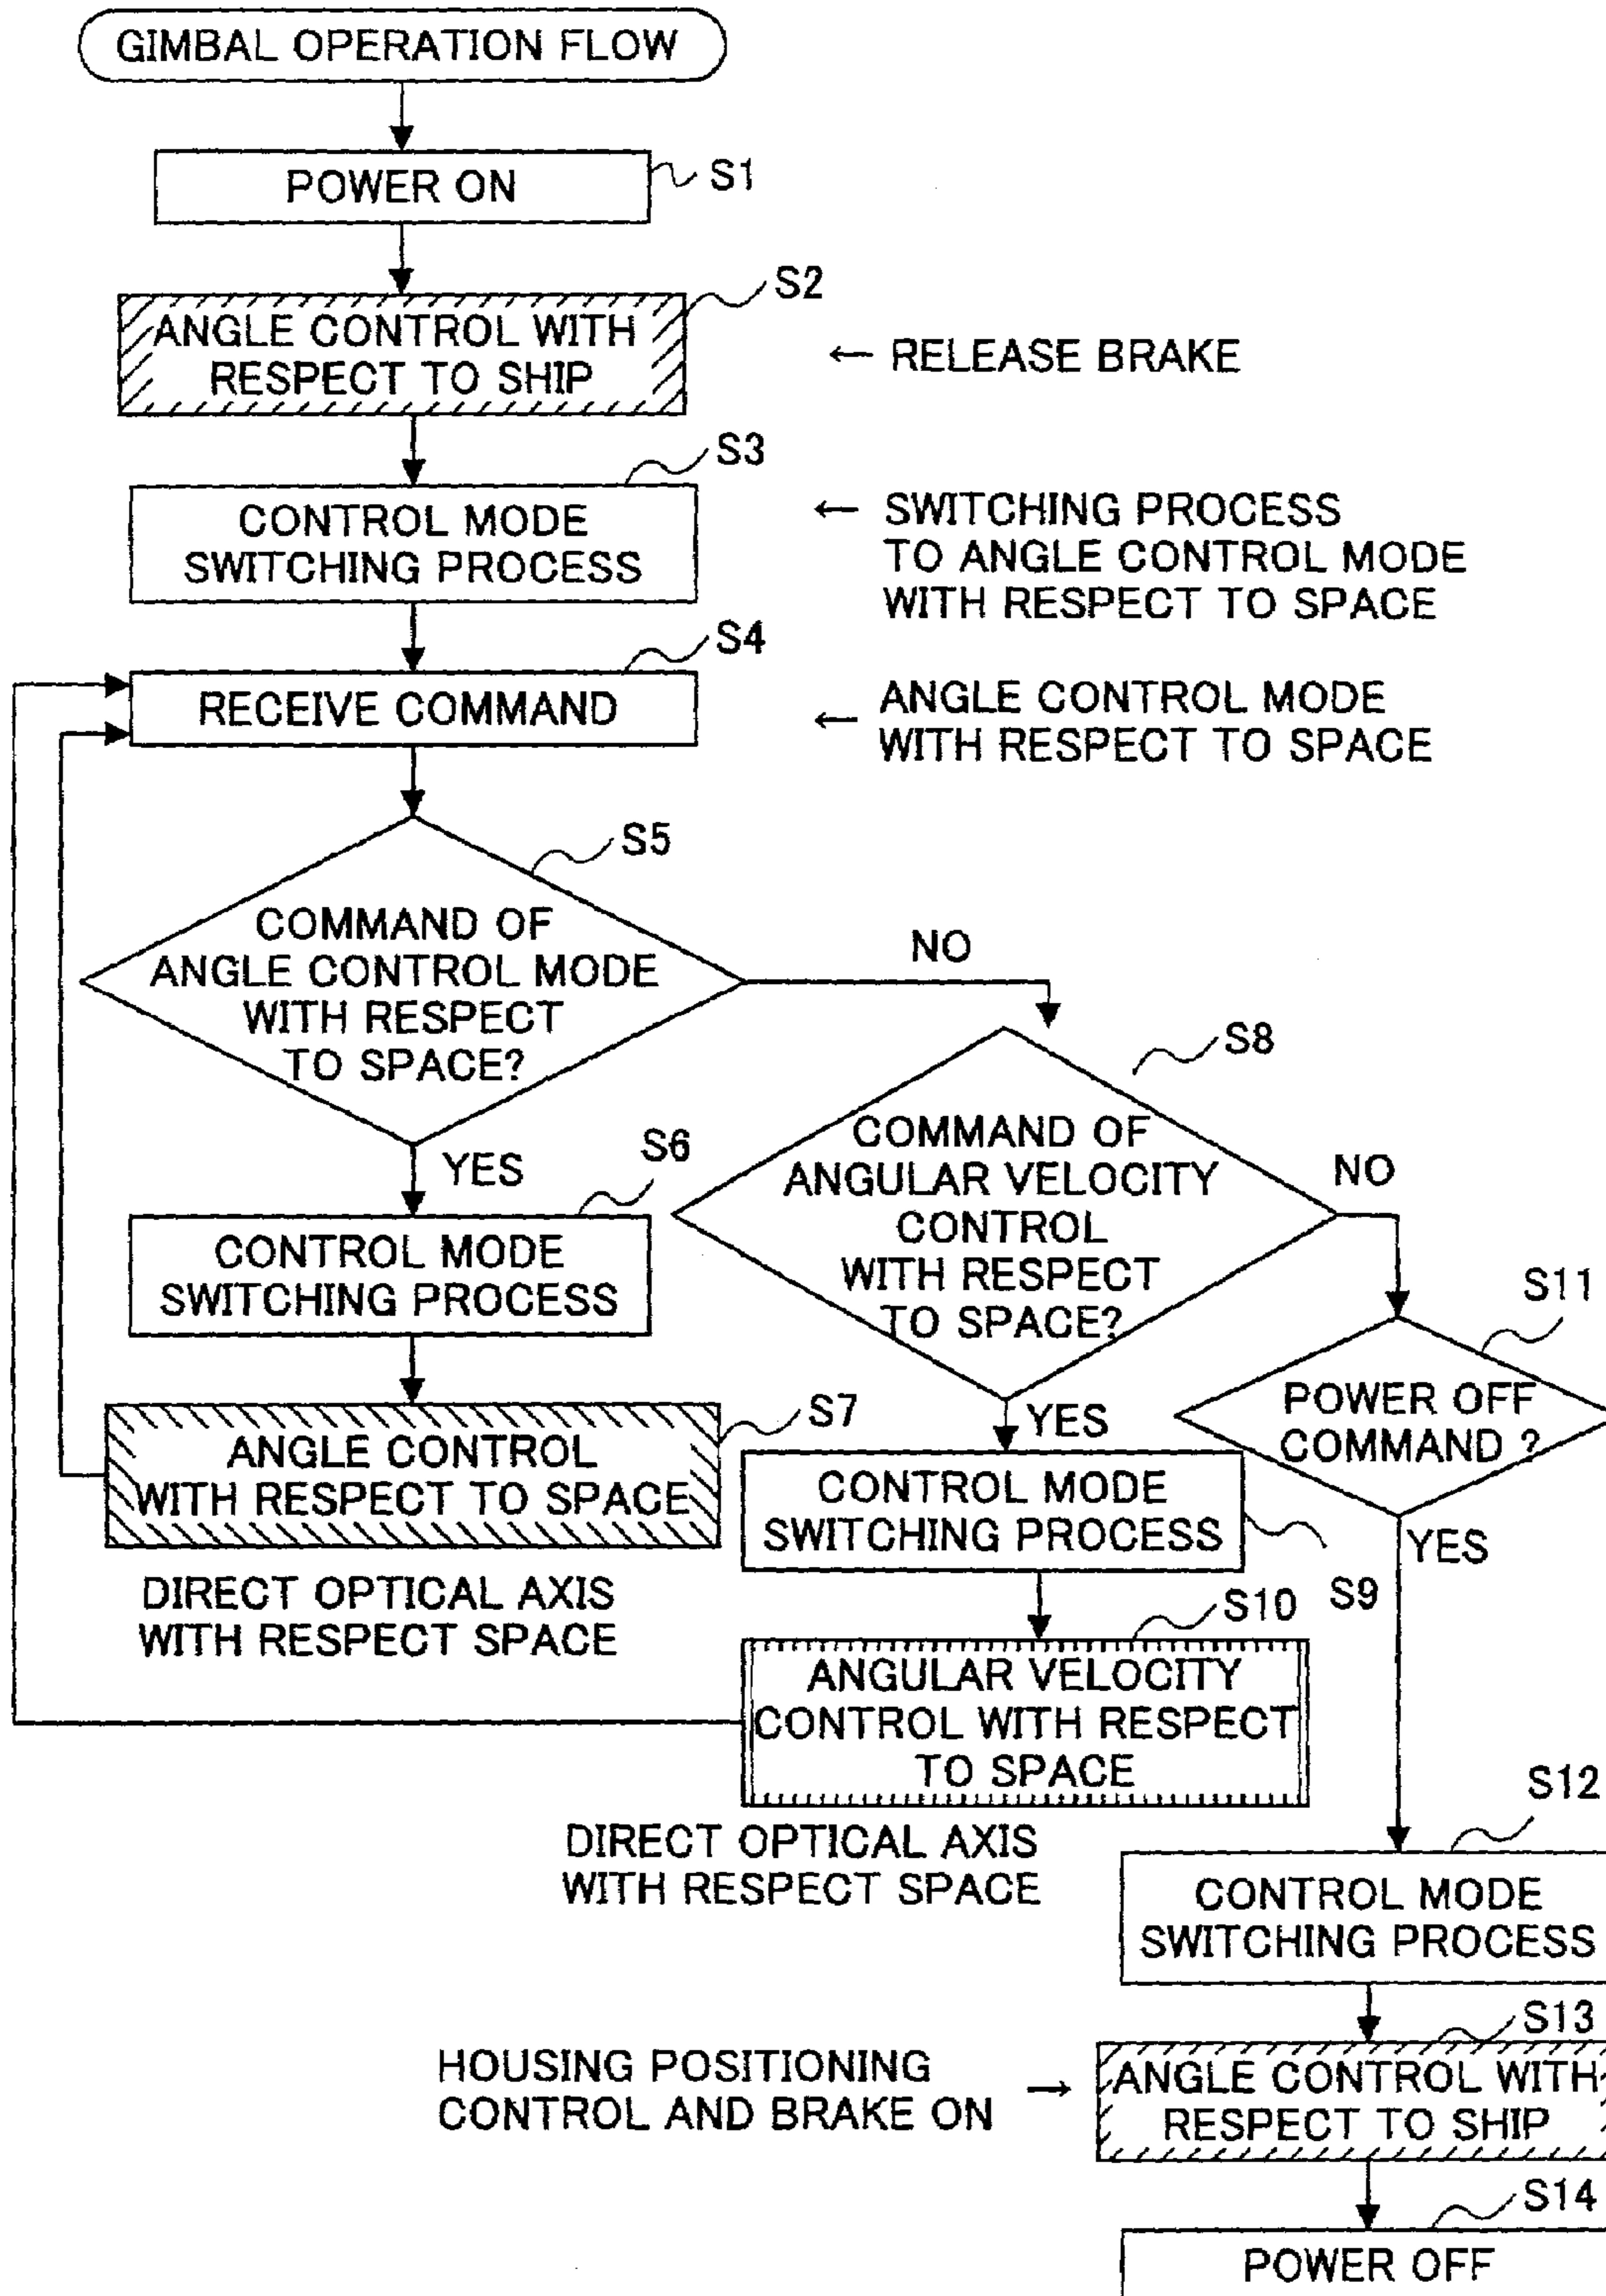 GIMBAL OPERATION FLOW
POWER ON
S1
ANGLE CONTROL WITH
RESPECT TO SHIP
S2
← RELEASE BRAKE
CONTROL MODE
SWITCHING PROCESS
S3
← SWITCHING PROCESS
TO ANGLE CONTROL MODE
WITH RESPECT TO SPACE
RECEIVE COMMAND
S4
← ANGLE CONTROL MODE
WITH RESPECT TO SPACE
COMMAND OF
ANGLE CONTROL MODE
WITH RESPECT
TO SPACE?
S5
NO
YES
CONTROL MODE
SWITCHING PROCESS
S6
ANGLE CONTROL
WITH RESPECT TO SPACE
S7
DIRECT OPTICAL AXIS
WITH RESPECT SPACE
COMMAND OF
ANGULAR VELOCITY
CONTROL
WITH RESPECT
TO SPACE?
S8
NO
YES
CONTROL MODE
SWITCHING PROCESS
S9
ANGULAR VELOCITY
CONTROL WITH RESPECT
TO SPACE
S10
DIRECT OPTICAL AXIS
WITH RESPECT SPACE
POWER OFF
COMMAND ?
S11
YES
CONTROL MODE
SWITCHING PROCESS
S12
HOUSING POSITIONING
CONTROL AND BRAKE ON →
ANGLE CONTROL WITH
RESPECT TO SHIP
S13
POWER OFF
S14